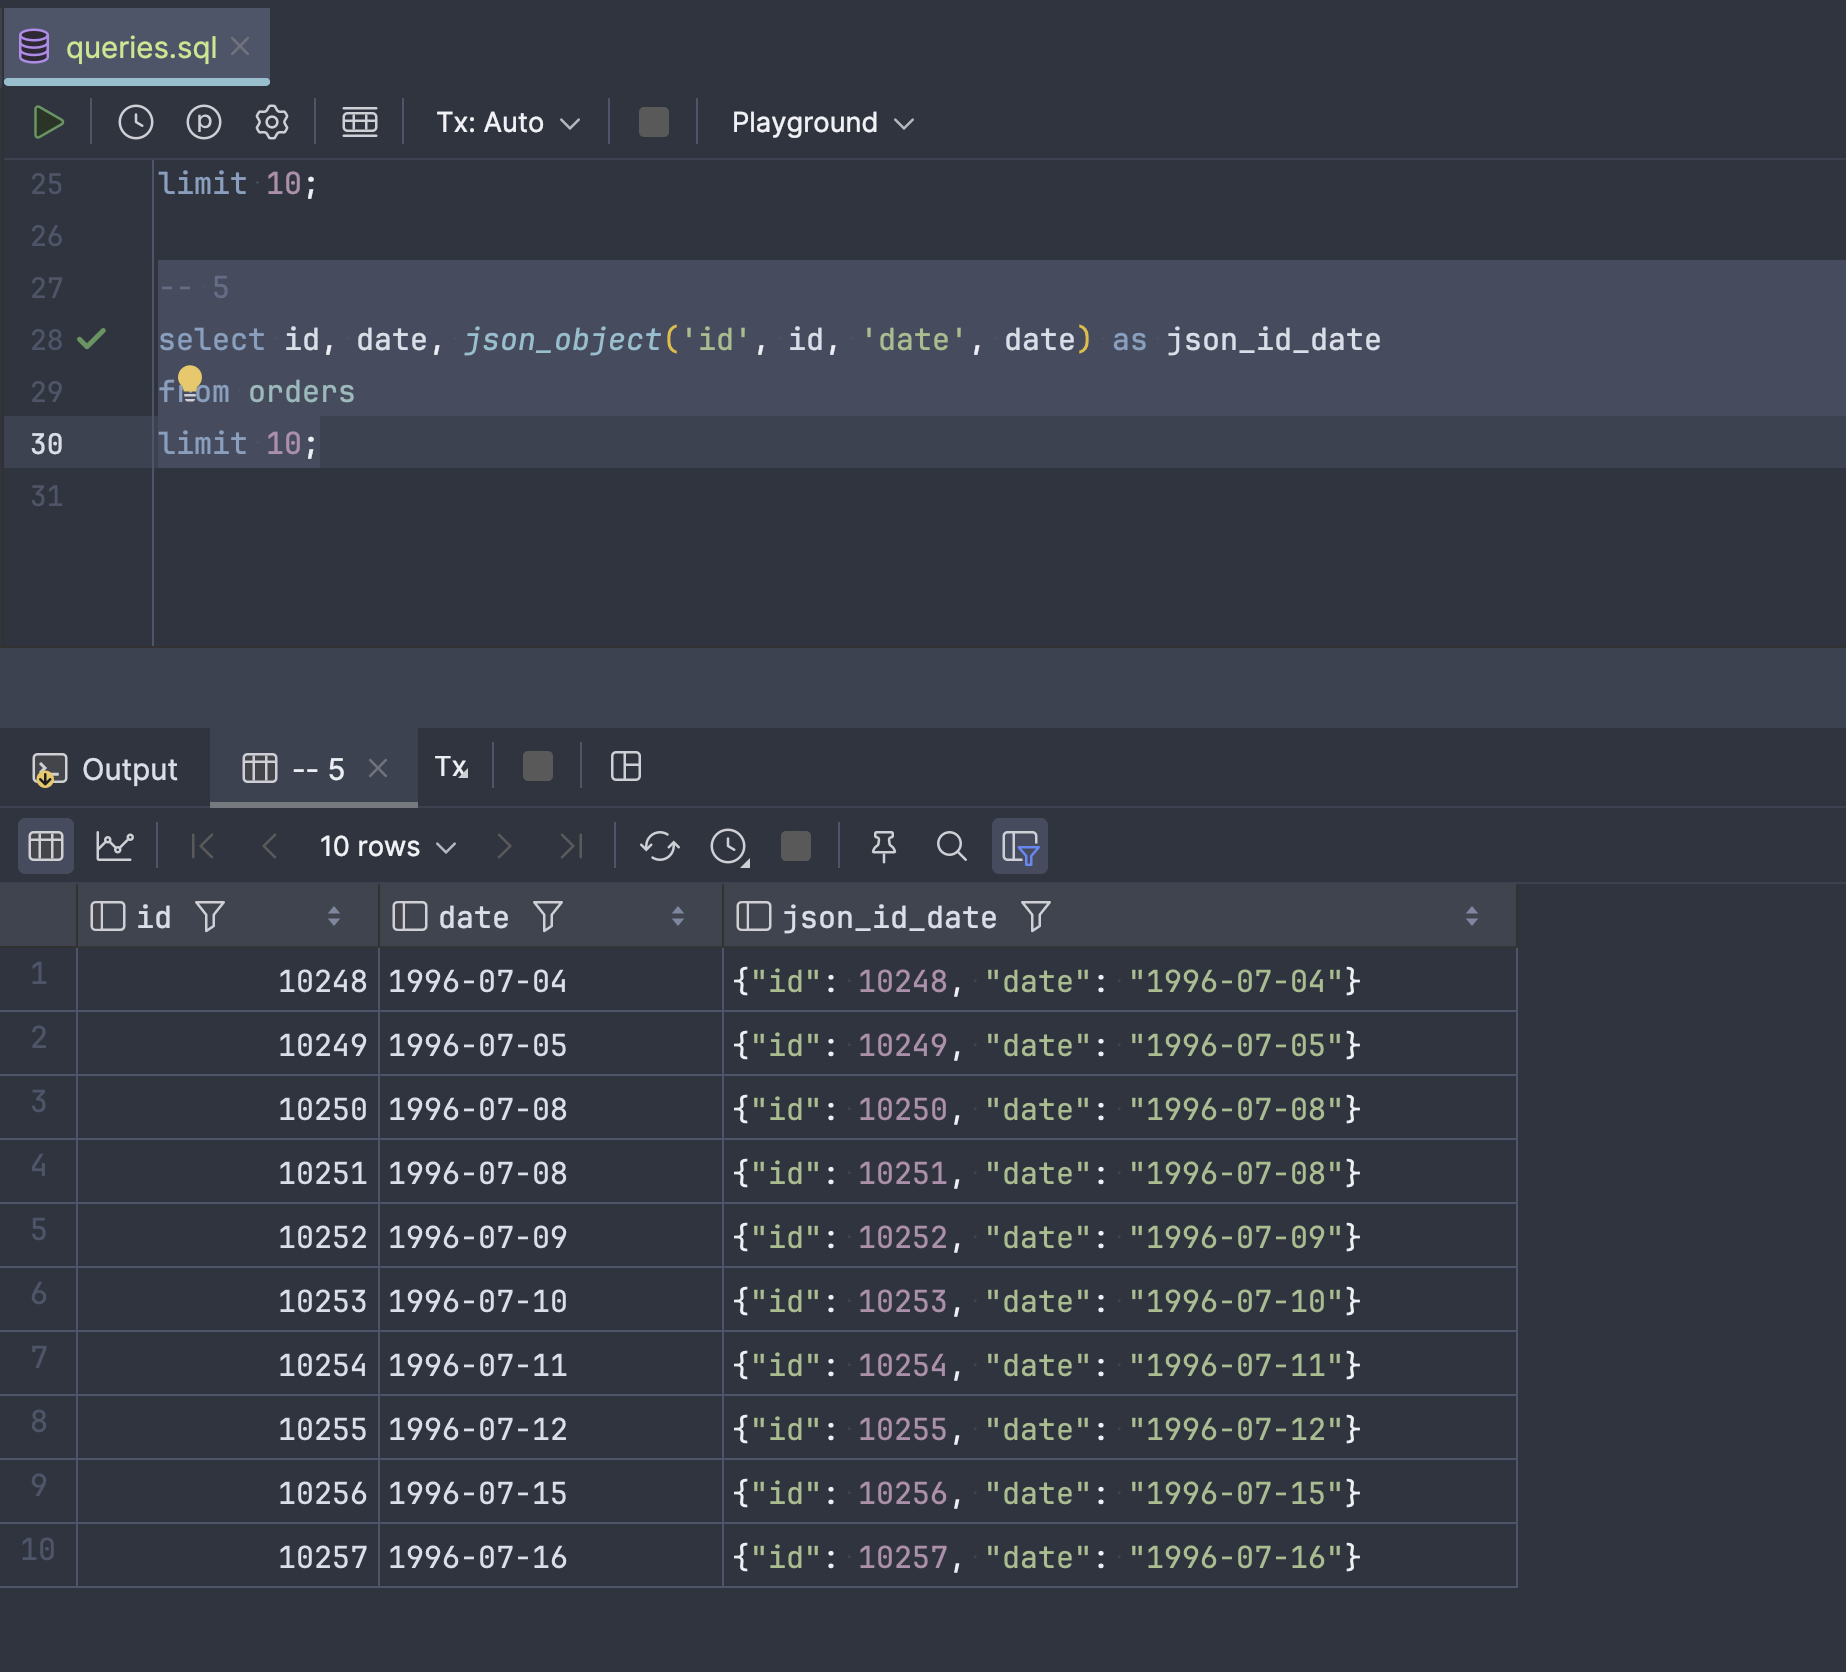 queries.sql
Tx: Auto Playground
25 limit 10;
26
27 -- 5
28 select id, date, json_object('id', id, 'date', date) as json_id_date
29 from orders
30 limit 10;
31
Output -- 5 Tx
10 rows
id date json_id_date
1 10248 1996-07-04 {"id": 10248, "date": "1996-07-04"}
2 10249 1996-07-05 {"id": 10249, "date": "1996-07-05"}
3 10250 1996-07-08 {"id": 10250, "date": "1996-07-08"}
4 10251 1996-07-08 {"id": 10251, "date": "1996-07-08"}
5 10252 1996-07-09 {"id": 10252, "date": "1996-07-09"}
6 10253 1996-07-10 {"id": 10253, "date": "1996-07-10"}
7 10254 1996-07-11 {"id": 10254, "date": "1996-07-11"}
8 10255 1996-07-12 {"id": 10255, "date": "1996-07-12"}
9 10256 1996-07-15 {"id": 10256, "date": "1996-07-15"}
10 10257 1996-07-16 {"id": 10257, "date": "1996-07-16"}